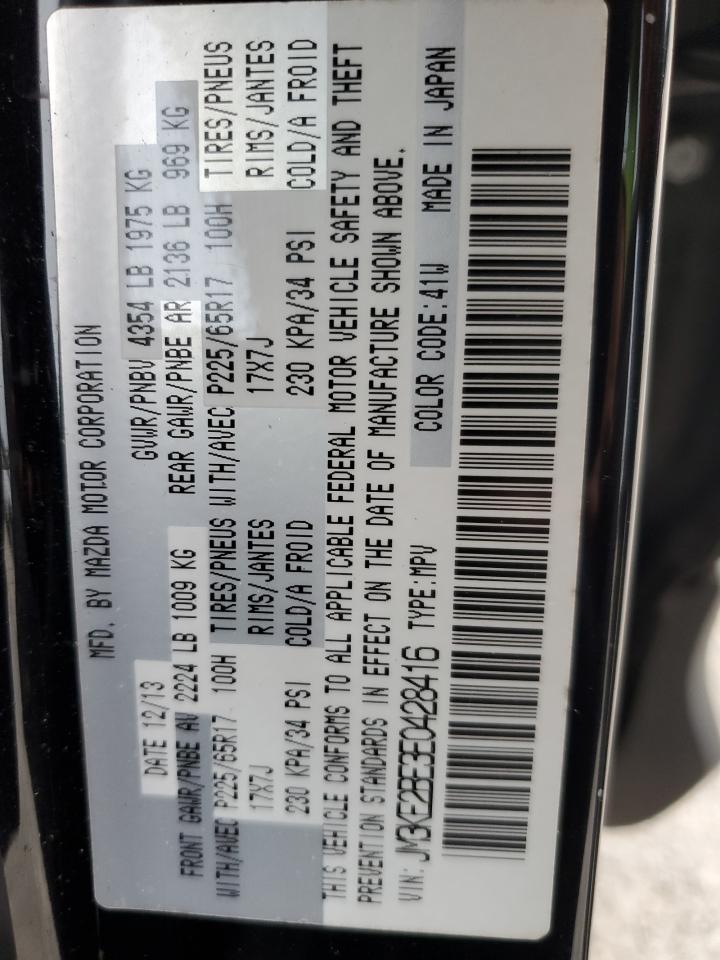 MFD. BY MAZDA MOTOR CORPORATION
DATE 12/13 GVWR/PNBV 4354 LB 1975 KG
FRONT GAWR/PNBE AV 2224 LB 1009 KG REAR GAWR/PNBE AR 2136 LB 969 KG
WITH/AVEC P225/65R17 100H TIRES/PNEUS WITH/AVEC P225/65R17 100H TIRES/PNEUS
17X7J RIMS/JANTES 17X7J RIMS/JANTES
230 KPA/34 PSI COLD/A FROID 230 KPA/34 PSI COLD/A FROID
THIS VEHICLE CONFORMS TO ALL APPLICABLE FEDERAL MOTOR VEHICLE SAFETY AND THEFT
PREVENTION STANDARDS IN EFFECT ON THE DATE OF MANUFACTURE SHOWN ABOVE.
VIN: JM3KE2BE3E0428416 TYPE:MPV COLOR CODE:41W MADE IN JAPAN